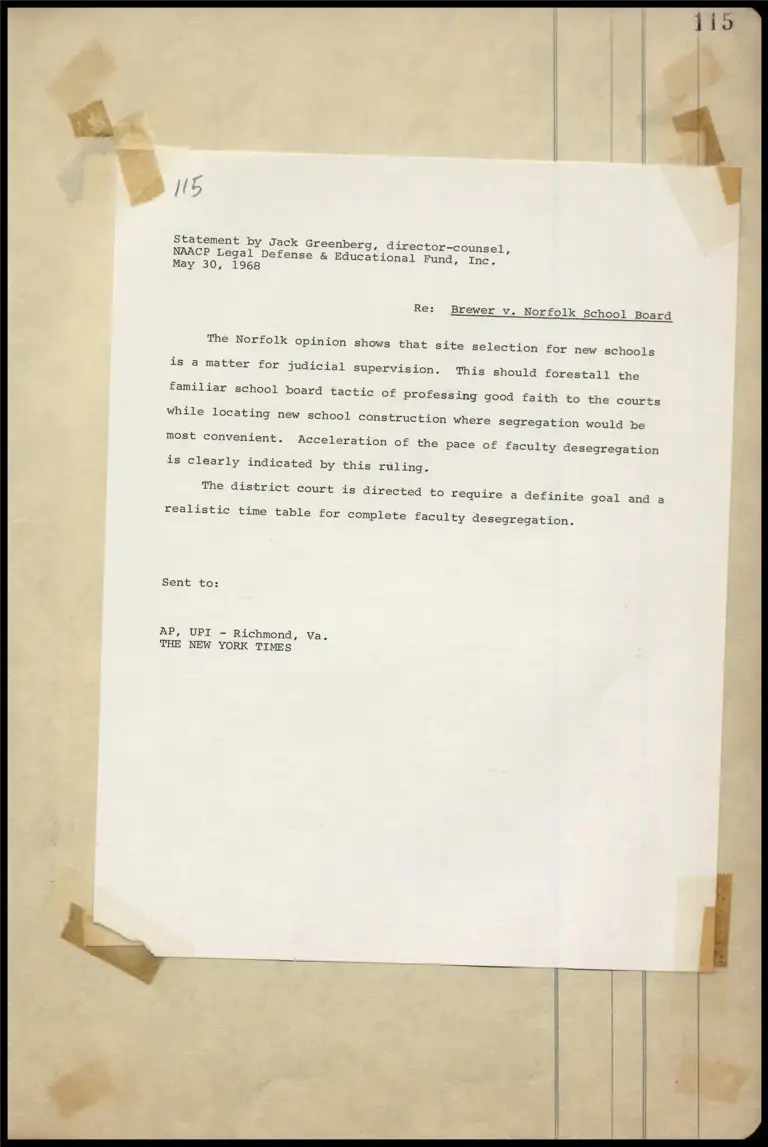 115
115
Statement by Jack Greenberg, director-counsel,
NAACP Legal Defense & Educational Fund, Inc.
May 30, 1968
Re: Brewer v. Norfolk School Board
The Norfolk opinion shows that site selection for new schools
is a matter for judicial supervision. This should forestall the
familiar school board tactic of professing good faith to the courts
while locating new school construction where segregation would be
most convenient. Acceleration of the pace of faculty desegregation
is clearly indicated by this ruling.
The district court is directed to require a definite goal and a
realistic time table for complete faculty desegregation.
Sent to:
AP, UPI - Richmond, Va.
THE NEW YORK TIMES